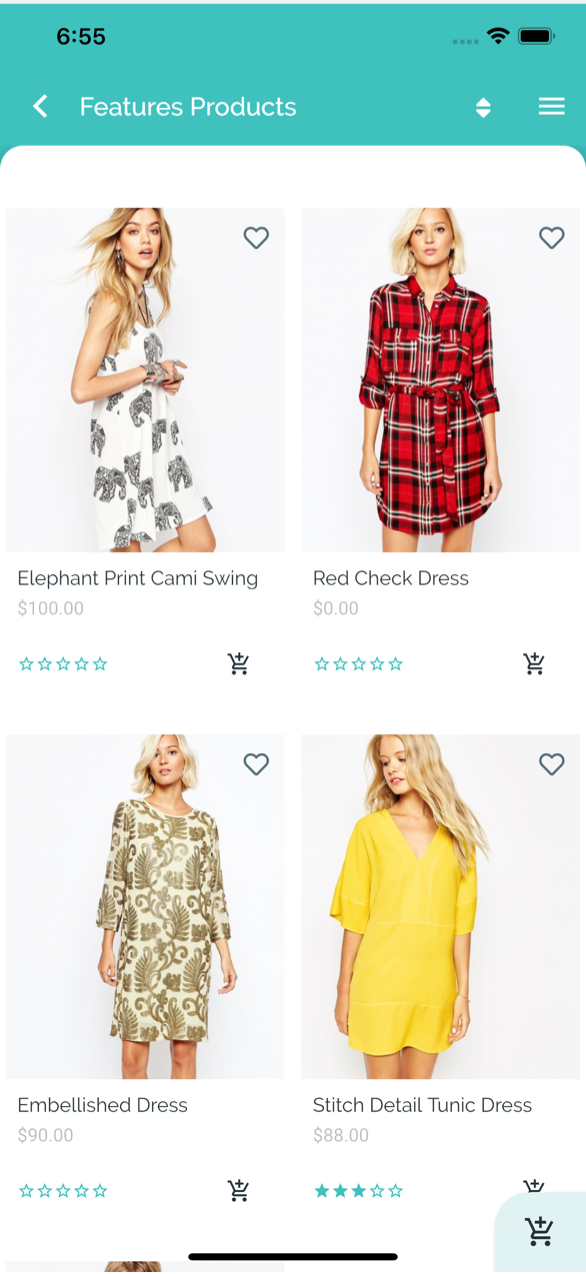 6:55
Features Products
Elephant Print Cami Swing
$100.00
Red Check Dress
$0.00
Embellished Dress
$90.00
Stitch Detail Tunic Dress
$88.00